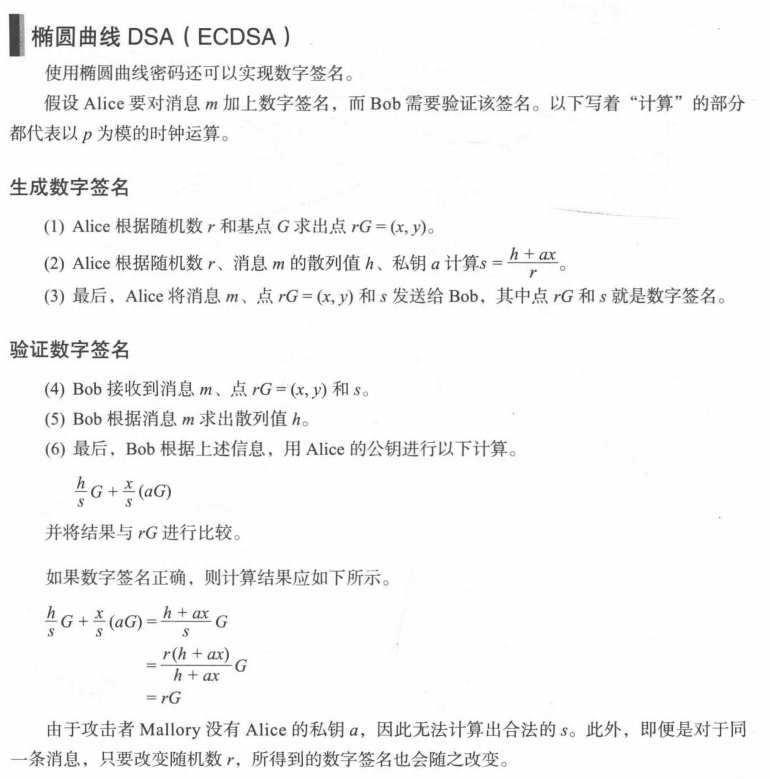 椭圆曲线 DSA（ECDSA）
使用椭圆曲线密码还可以实现数字签名。
假设 Alice 要对消息 m 加上数字签名，而 Bob 需要验证该签名。以下写着“计算”的部分
都代表以 p 为模的时钟运算。
生成数字签名
(1) Alice 根据随机数 r 和基点 G 求出点 rG = (x, y)。
(2) Alice 根据随机数 r、消息 m 的散列值 h、私钥 a 计算s = \frac{h + ax}{r}。
(3) 最后，Alice 将消息 m、点 rG = (x, y) 和 s 发送给 Bob，其中点 rG 和 s 就是数字签名。
验证数字签名
(4) Bob 接收到消息 m、点 rG = (x, y) 和 s。
(5) Bob 根据消息 m 求出散列值 h。
(6) 最后，Bob 根据上述信息，用 Alice 的公钥进行以下计算。
\frac{h}{s} G + \frac{x}{s} (aG)
并将结果与 rG 进行比较。
如果数字签名正确，则计算结果应如下所示。
\frac{h}{s} G + \frac{x}{s} (aG) = \frac{h + ax}{s} G
= \frac{r(h + ax)}{h + ax} G
= rG
由于攻击者 Mallory 没有 Alice 的私钥 a，因此无法计算出合法的 s。此外，即便是对于同
一条消息，只要改变随机数 r，所得到的数字签名也会随之改变。